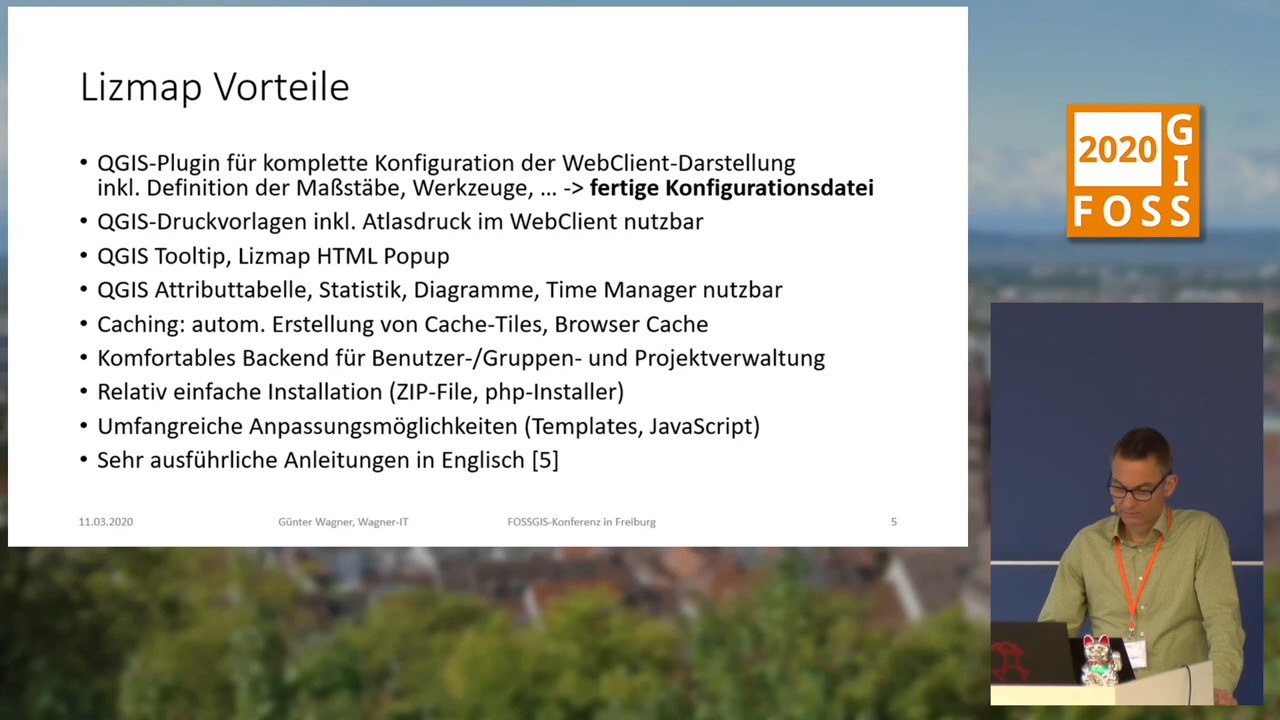 Lizmap Vorteile
• QGIS-Plugin für komplette Konfiguration der WebClient-Darstellung
inkl. Definition der Maßstäbe, Werkzeuge, ... -> fertige Konfigurationsdatei
• QGIS-Druckvorlagen inkl. Atlasdruck im WebClient nutzbar
• QGIS Tooltip, Lizmap HTML Popup
• QGIS Attributtabelle, Statistik, Diagramme, Time Manager nutzbar
• Caching: autom. Erstellung von Cache-Tiles, Browser Cache
• Komfortables Backend für Benutzer-/Gruppen- und Projektverwaltung
• Relativ einfache Installation (ZIP-File, php-Installer)
• Umfangreiche Anpassungsmöglichkeiten (Templates, JavaScript)
• Sehr ausführliche Anleitungen in Englisch [5]
11.03.2020 Günter Wagner, Wagner-IT FOSSGIS-Konferenz in Freiburg 5
2020
GIS
FOSS